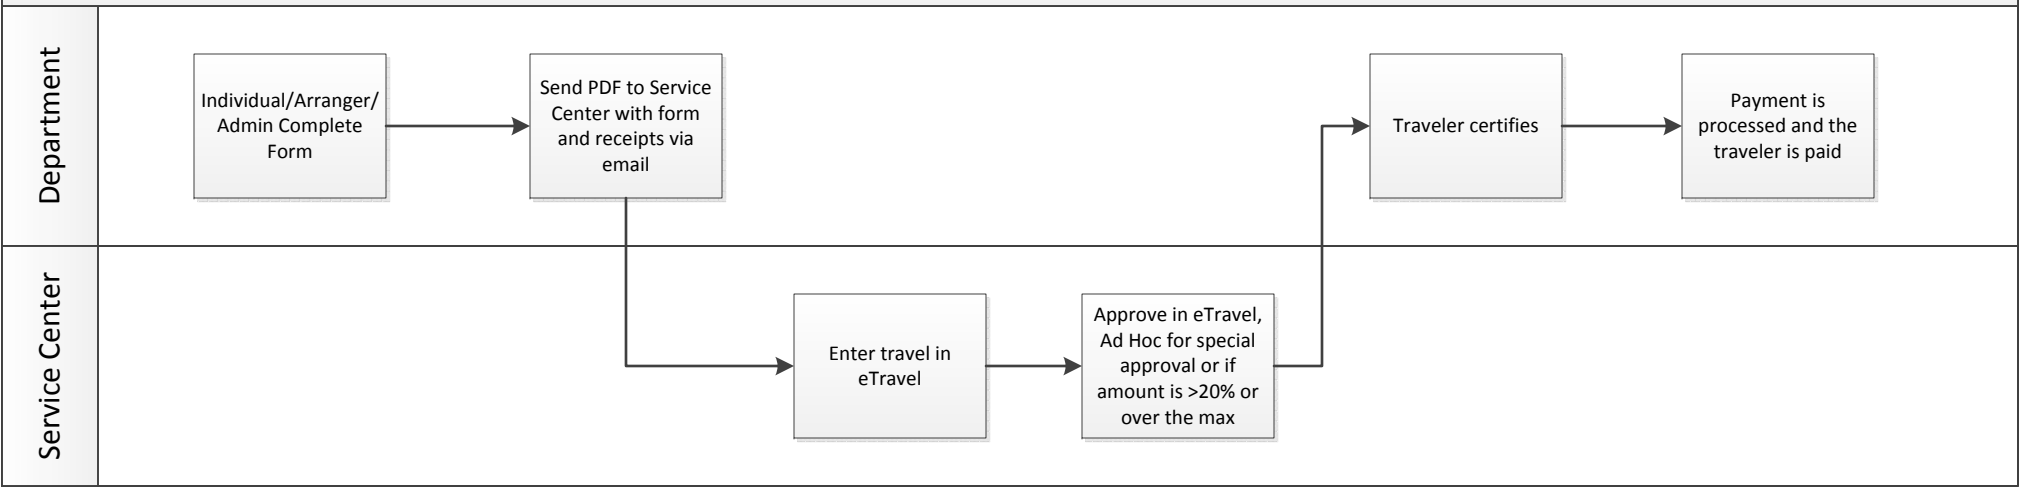 Department
Individual/Arranger/
Admin Complete
Form
Send PDF to Service
Center with form
and receipts via
email
Traveler certifies
Payment is
processed and the
traveler is paid
Service Center
Enter travel in
eTravel
Approve in eTravel,
Ad Hoc for special
approval or if
amount is >20% or
over the max